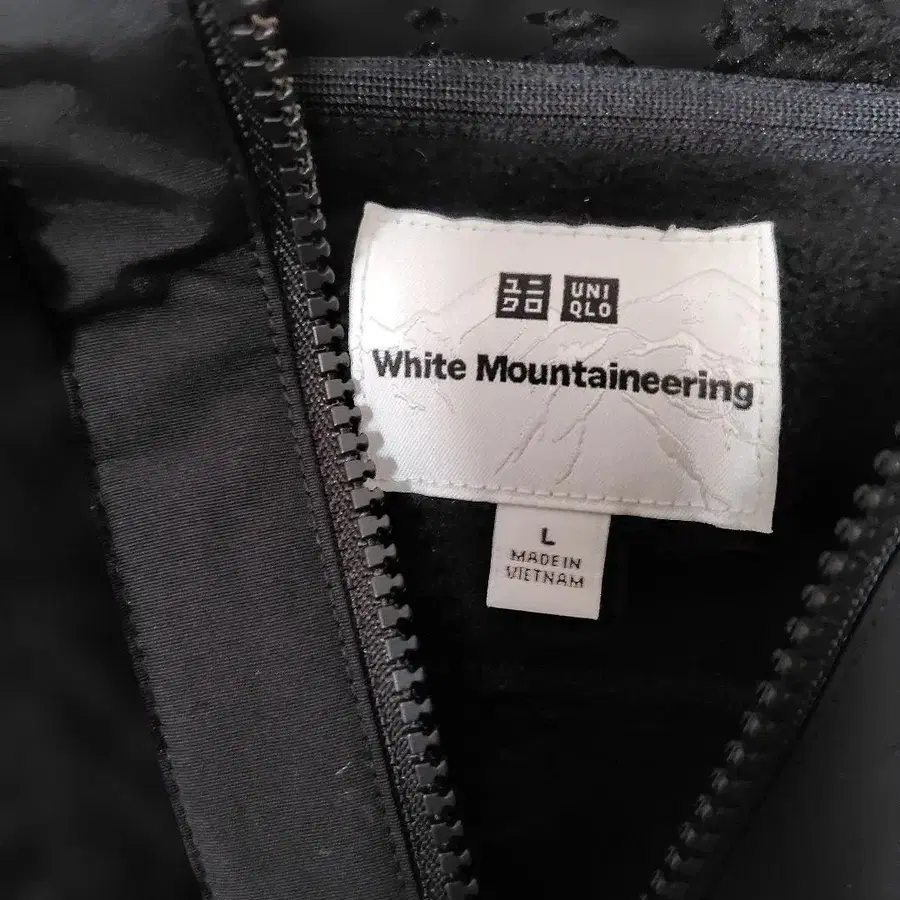 ユニ UNI
クロ QLO
White Mountaineering
L
MADE IN
VIETNAM